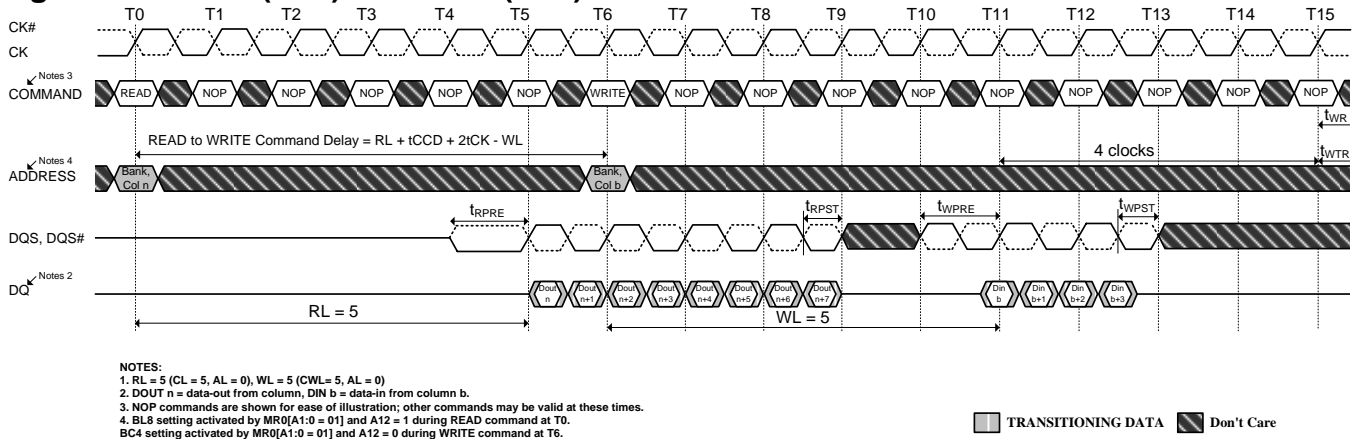 T0 T1 T2 T3 T4 T5 T6 T7 T8 T9 T10 T11 T12 T13 T14 T15
CK#
CK
Notes 3
COMMAND READ NOP NOP NOP NOP NOP WRITE NOP NOP NOP NOP NOP NOP NOP NOP NOP
tWR
READ to WRITE Command Delay = RL + tCCD + 2tCK - WL
4 clocks
tWTR
Notes 4
ADDRESS
Bank, Col n
Bank, Col b
tRPRE tRPST tWPRE tWPST
DQS, DQS#
Notes 2
DQ
Dout n
Dout n+1
Dout n+2
Dout n+3
Dout n+4
Dout n+5
Dout n+6
Dout n+7
Din b
Din b+1
Din b+2
Din b+3
RL = 5
WL = 5
NOTES:
1. RL = 5 (CL = 5, AL = 0), WL = 5 (CWL= 5, AL = 0)
2. DOUT n = data-out from column, DIN b = data-in from column b.
3. NOP commands are shown for ease of illustration; other commands may be valid at these times.
4. BL8 setting activated by MR0[A1:0 = 01] and A12 = 1 during READ command at T0.
BC4 setting activated by MR0[A1:0 = 01] and A12 = 0 during WRITE command at T6.
TRANSITIONING DATA
Don't Care